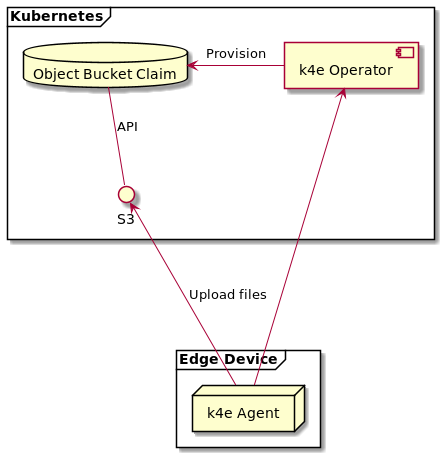 Kubernetes
Provision
Object Bucket Claim
k4e Operator
API
S3
Upload files
Edge Device
k4e Agent